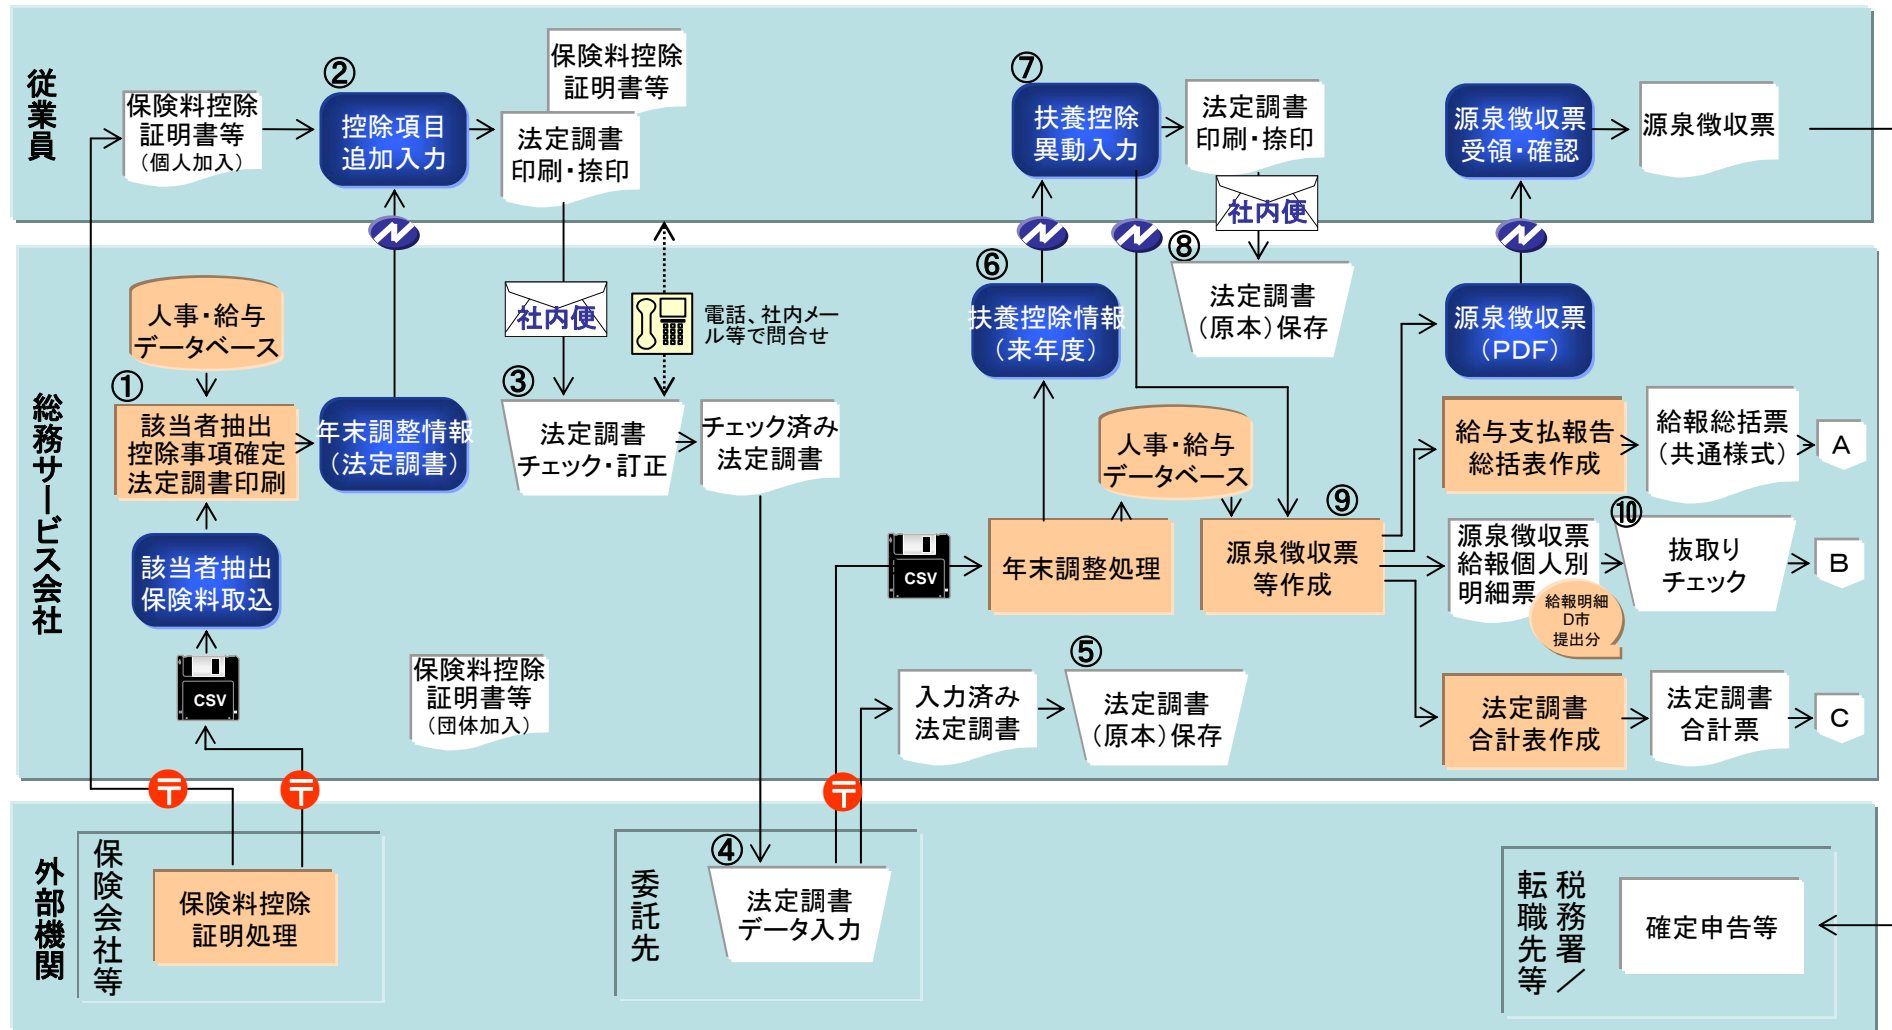 従業員
保険料控除
証明書等
（個人加入）
②
控除項目
追加入力
保険料控除
証明書等
法定調書
印刷・捺印
⑦
扶養控除
異動入力
法定調書
印刷・捺印
社内便
源泉徴収票
受領・確認
源泉徴収票
総務サービス会社
人事・給与
データベース
①
該当者抽出
控除事項確定
法定調書印刷
年末調整情報
（法定調書）
該当者抽出
保険料取込
CSV
保険料控除
証明書等
（団体加入）
社内便
電話、社内メー
ル等で問合せ
③
法定調書
チェック・訂正
チェック済み
法定調書
⑥
扶養控除情報
（来年度）
⑧
法定調書
（原本）保存
人事・給与
データベース
CSV
年末調整処理
⑨
源泉徴収票
等作成
入力済み
法定調書
⑤
法定調書
（原本）保存
源泉徴収票
（PDF）
給与支払報告
総括表作成
給報総括票
（共通様式）
A
源泉徴収票
給報個人別
明細票
給報明細
D市
提出分
⑩
抜取り
チェック
B
法定調書
合計表作成
法定調書
合計票
C
外部機関
保険会社等
保険料控除
証明処理
委託先
④
法定調書
データ入力
税務署／
転職先等
確定申告等